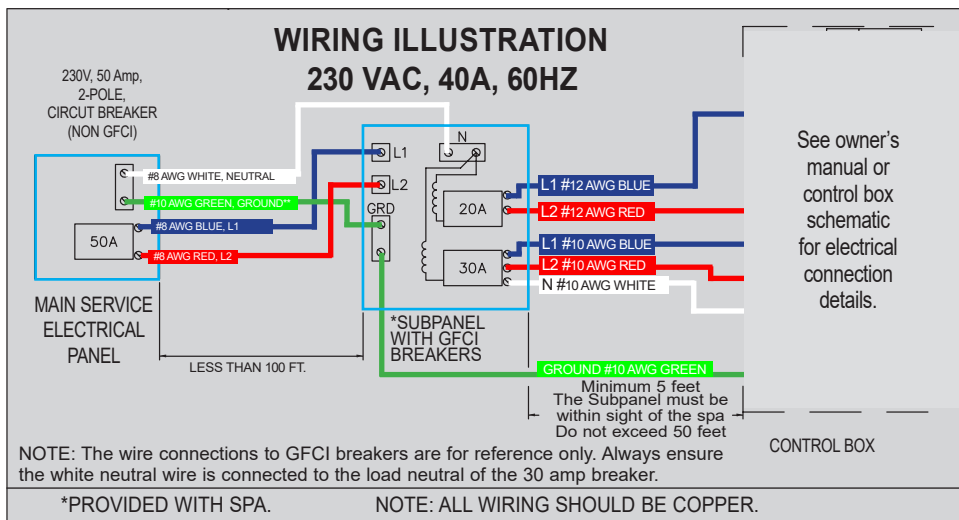 WIRING ILLUSTRATION
230 VAC, 40A, 60HZ
230V, 50 Amp,
2-POLE,
CIRCUT BREAKER
(NON GFCI)
#8 AWG WHITE, NEUTRAL
#10 AWG GREEN, GROUND**
#8 AWG BLUE, L1
#8 AWG RED, L2
50A
MAIN SERVICE
ELECTRICAL
PANEL
LESS THAN 100 FT.
L1
L2
GRD
N
20A
30A
*SUBPANEL
WITH GFCI
BREAKERS
L1 #12 AWG BLUE
L2 #12 AWG RED
L1 #10 AWG BLUE
L2 #10 AWG RED
N #10 AWG WHITE
GROUND #10 AWG GREEN
Minimum 5 feet
The Subpanel must be
within sight of the spa
Do not exceed 50 feet
See owner's
manual or
control box
schematic
for electrical
connection
details.
CONTROL BOX
NOTE: The wire connections to GFCI breakers are for reference only. Always ensure
the white neutral wire is connected to the load neutral of the 30 amp breaker.
*PROVIDED WITH SPA. NOTE: ALL WIRING SHOULD BE COPPER.